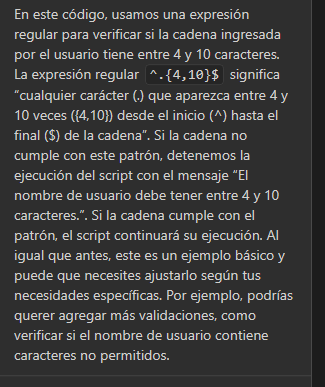 En este código, usamos una expresión
regular para verificar si la cadena ingresada
por el usuario tiene entre 4 y 10 caracteres.
La expresión regular ^.{4,10}$ significa
“cualquier carácter (.) que aparezca entre 4 y
10 veces ({4,10}) desde el inicio (^) hasta el
final ($) de la cadena”. Si la cadena no
cumple con este patrón, detenemos la
ejecución del script con el mensaje “El
nombre de usuario debe tener entre 4 y 10
caracteres.”. Si la cadena cumple con el
patrón, el script continuará su ejecución. Al
igual que antes, este es un ejemplo básico y
puede que necesites ajustarlo según tus
necesidades específicas. Por ejemplo, podrías
querer agregar más validaciones, como
verificar si el nombre de usuario contiene
caracteres no permitidos.